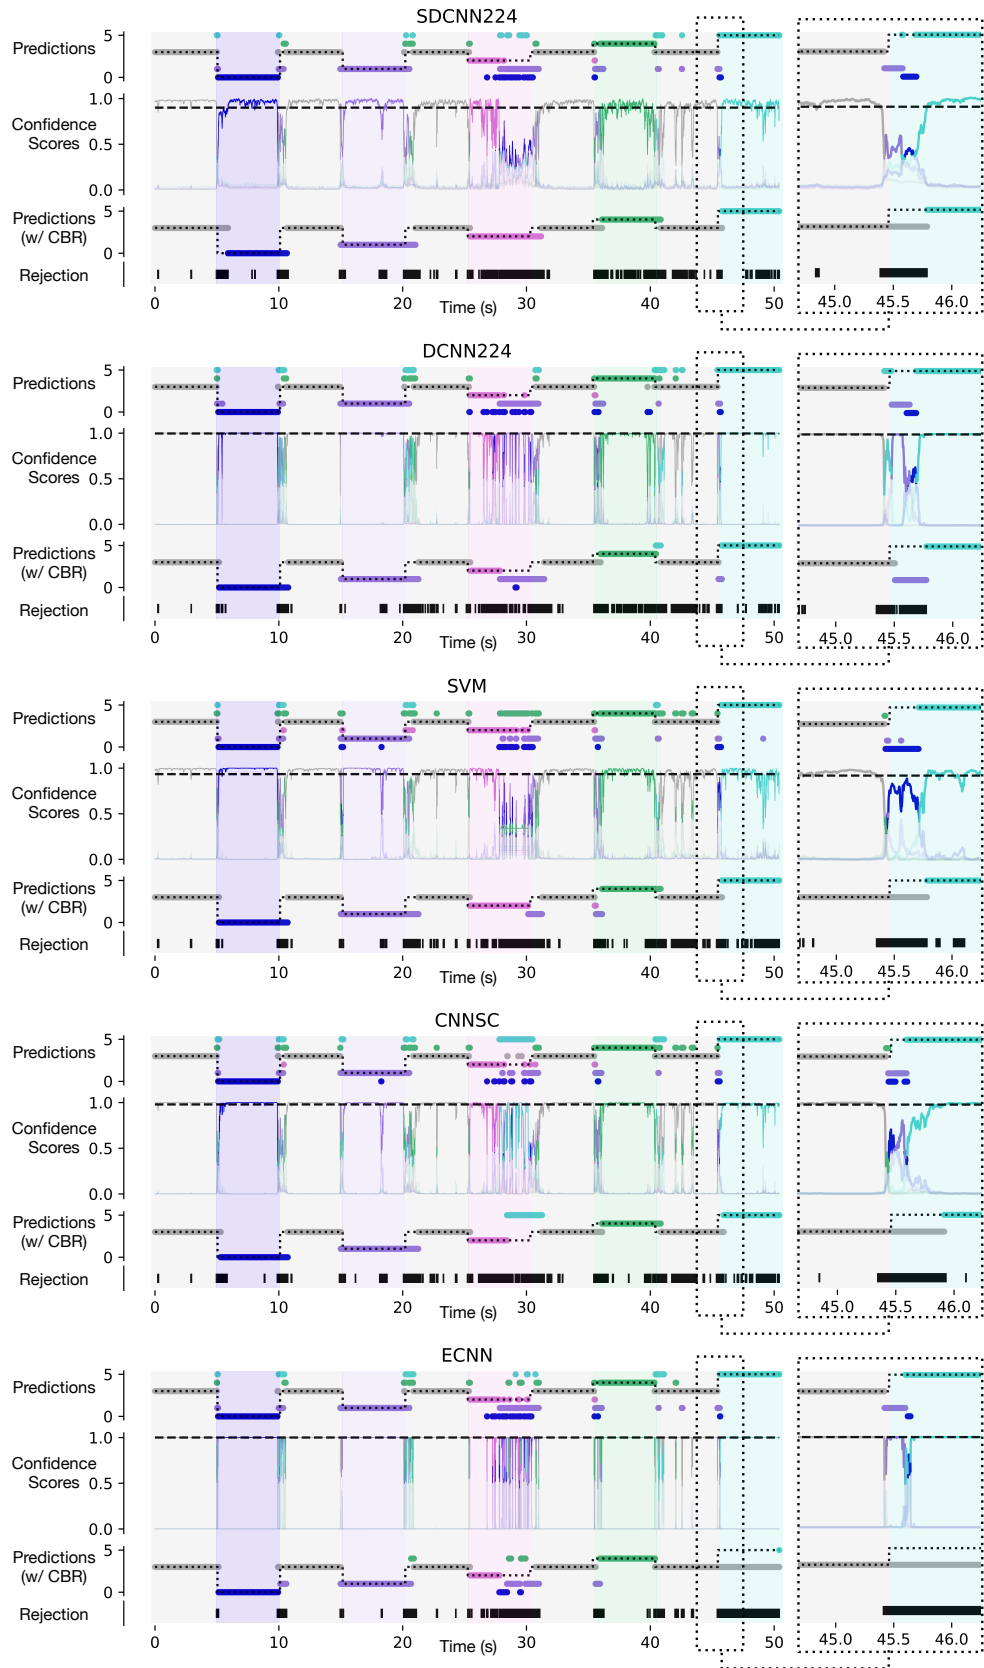 SDCNN224
Predictions 5
0
1.0
Confidence
Scores 0.5
0.0
Predictions 5
(w/ CBR)
0
Rejection
0 10 20 30 40 50 45.0 45.5 46.0
Time (s)
DCNN224
Predictions 5
0
1.0
Confidence
Scores 0.5
0.0
Predictions 5
(w/ CBR)
0
Rejection
0 10 20 30 40 50 45.0 45.5 46.0
Time (s)
SVM
Predictions 5
0
1.0
Confidence
Scores 0.5
0.0
Predictions 5
(w/ CBR)
0
Rejection
0 10 20 30 40 50 45.0 45.5 46.0
Time (s)
CNNSC
Predictions 5
0
1.0
Confidence
Scores 0.5
0.0
Predictions 5
(w/ CBR)
0
Rejection
0 10 20 30 40 50 45.0 45.5 46.0
Time (s)
ECNN
Predictions 5
0
1.0
Confidence
Scores 0.5
0.0
Predictions 5
(w/ CBR)
0
Rejection
0 10 20 30 40 50 45.0 45.5 46.0
Time (s)